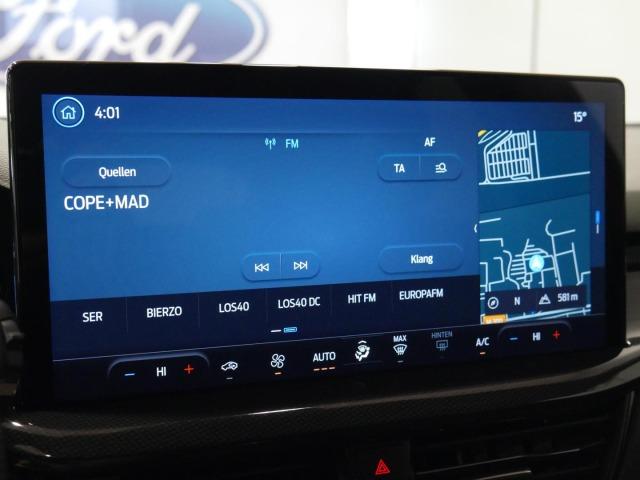 Ford
4:01
15°
FM
AF
Quellen
TA
COPE+MAD
Klang
N
581 m
SER
BIERZO
LOS40
LOS40 DC
HIT FM
EUROPAFM
− HI +
AUTO
MAX
HINTEN
A/C
− HI +